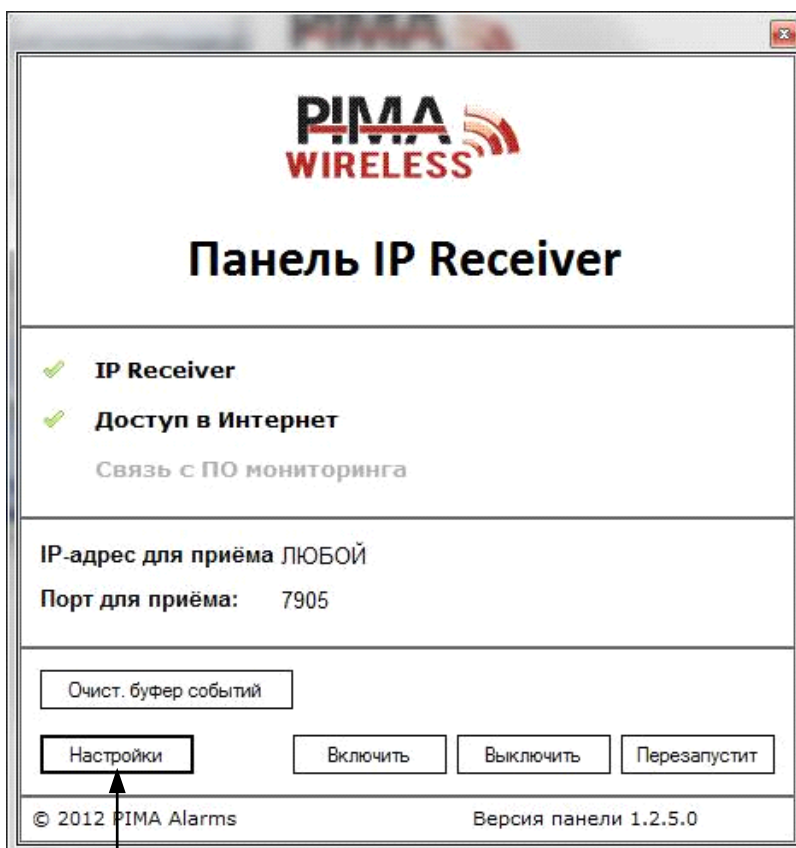 PIMA
WIRELESS
Панель IP Receiver
IP Receiver
Доступ в Интернет
Связь с ПО мониторинга
IP-адрес для приёма ЛЮБОЙ
Порт для приёма: 7905
Очист. буфер событий
Настройки Включить Выключить Перезапустит
© 2012 PIMA Alarms Версия панели 1.2.5.0